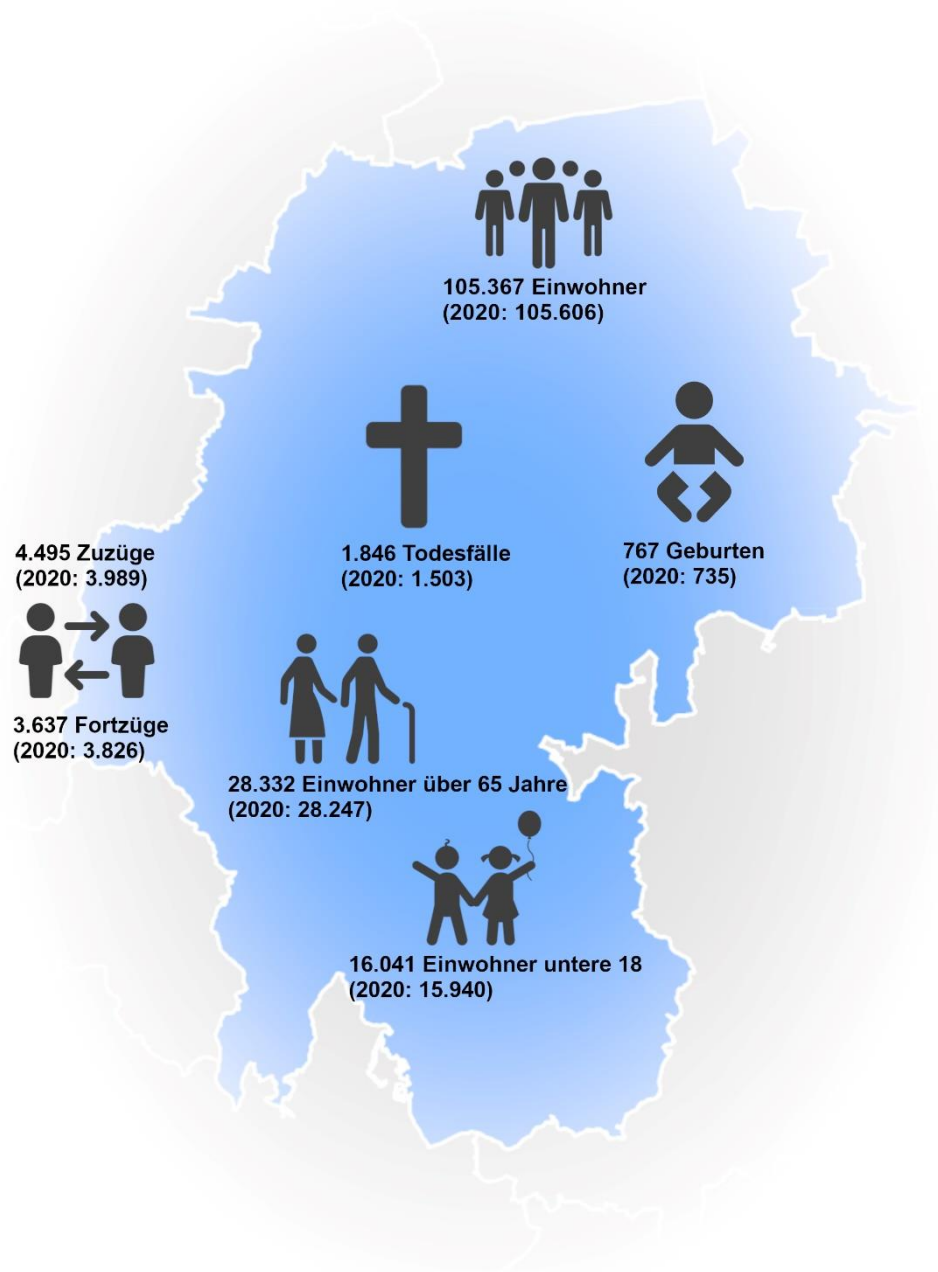 105.367 Einwohner
(2020: 105.606)
1.846 Todesfälle
(2020: 1.503)
767 Geburten
(2020: 735)
4.495 Zuzüge
(2020: 3.989)
3.637 Fortzüge
(2020: 3.826)
28.332 Einwohner über 65 Jahre
(2020: 28.247)
16.041 Einwohner untere 18
(2020: 15.940)